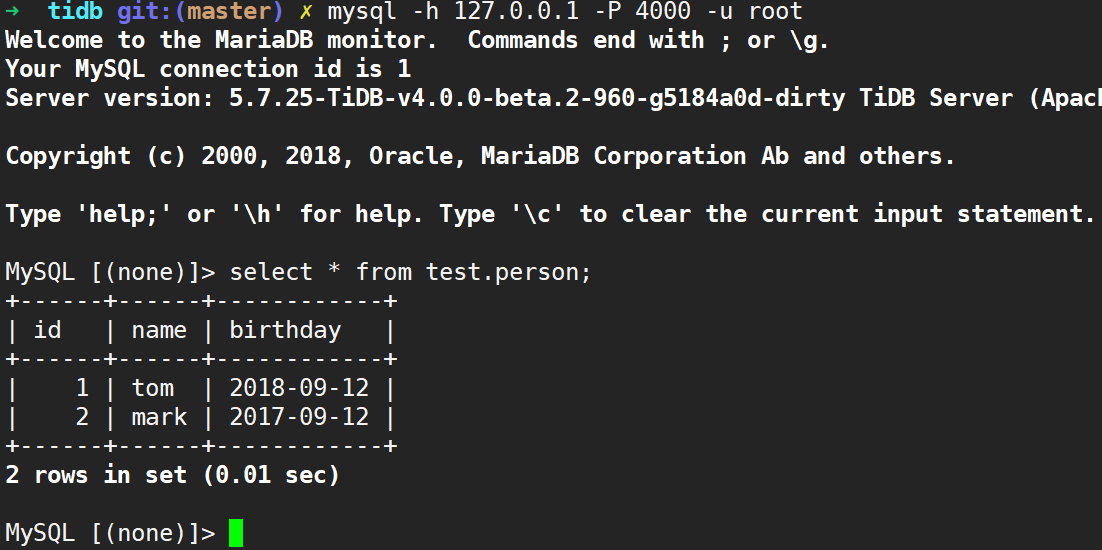 ➜  tidb git:(master) ✗ mysql -h 127.0.0.1 -P 4000 -u root
Welcome to the MariaDB monitor.  Commands end with ; or \g.
Your MySQL connection id is 1
Server version: 5.7.25-TiDB-v4.0.0-beta.2-960-g5184a0d-dirty TiDB Server (Apach
Copyright (c) 2000, 2018, Oracle, MariaDB Corporation Ab and others.
Type 'help;' or '\h' for help. Type '\c' to clear the current input statement.
MySQL [(none)]> select * from test.person;
+------+------+------------+
| id   | name | birthday   |
+------+------+------------+
|    1 | tom  | 2018-09-12 |
|    2 | mark | 2017-09-12 |
+------+------+------------+
2 rows in set (0.01 sec)
MySQL [(none)]>